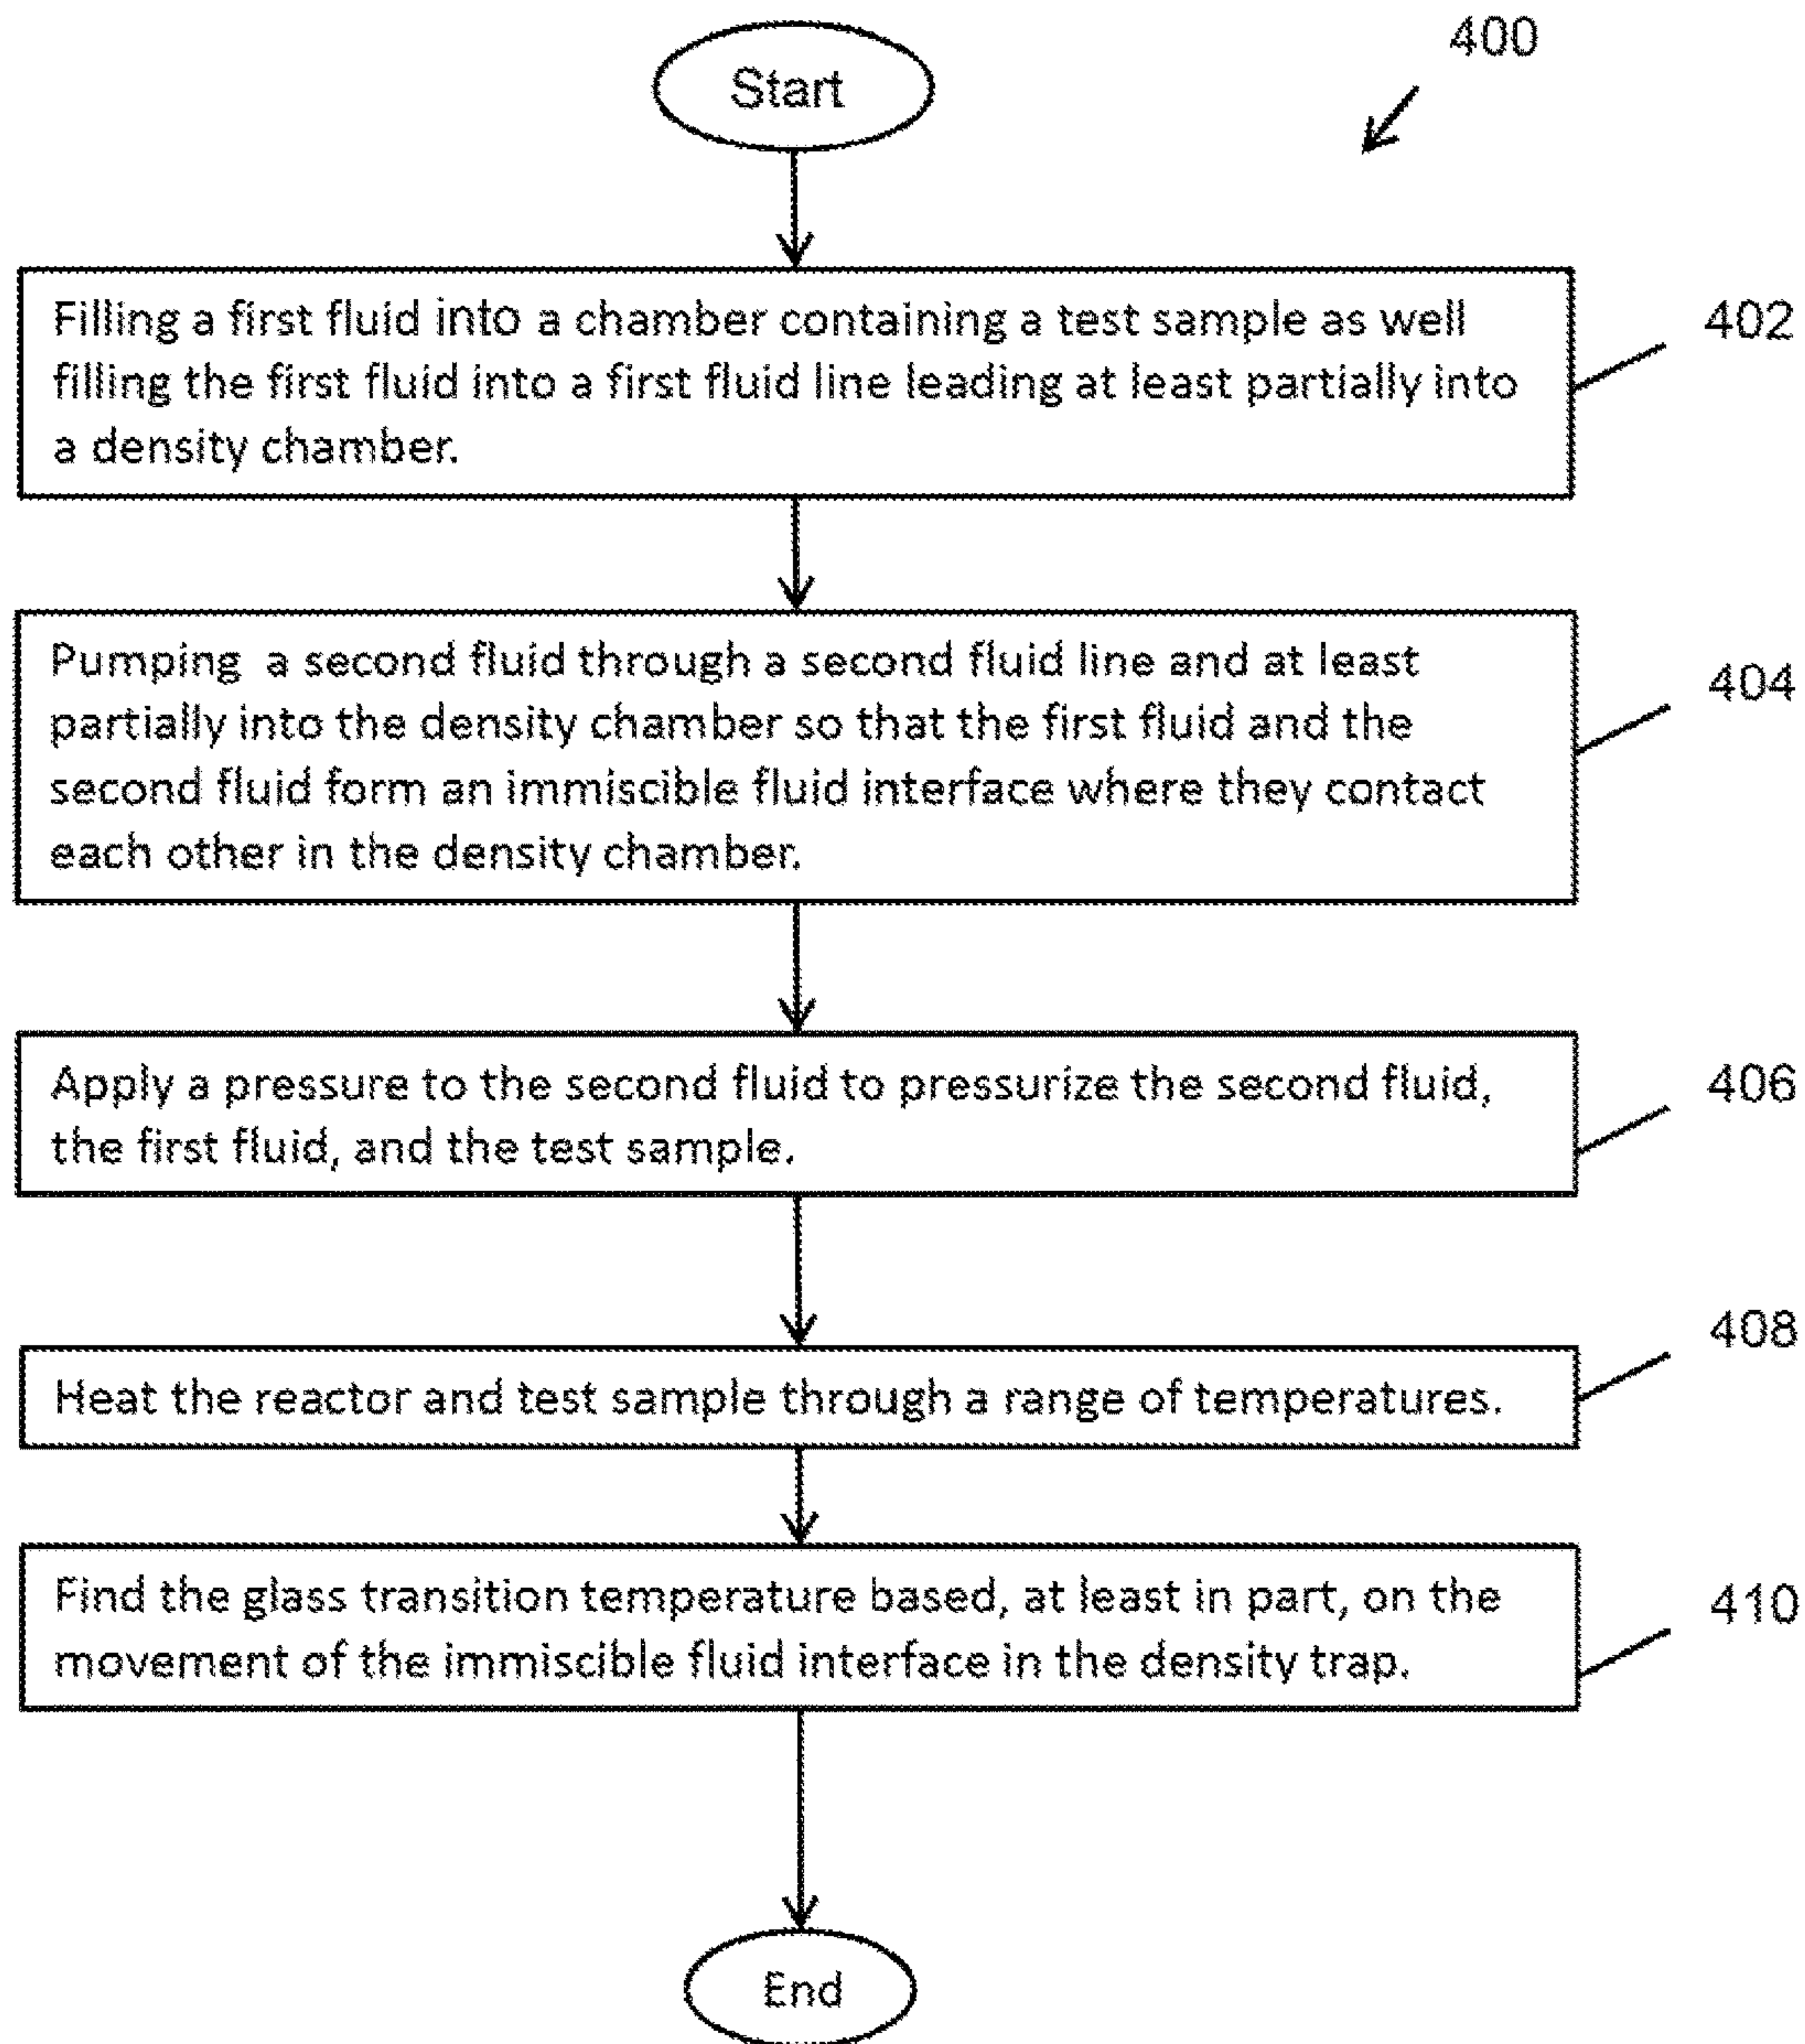 400
Start
Filling a first fluid into a chamber containing a test sample as well
filling the first fluid into a first fluid line leading at least partially into
a density chamber.
402
Pumping a second fluid through a second fluid line and at least
partially into the density chamber so that the first fluid and the
second fluid form an immiscible fluid interface where they contact
each other in the density chamber.
404
Apply a pressure to the second fluid to pressurize the second fluid,
the first fluid, and the test sample.
406
Heat the reactor and test sample through a range of temperatures.
408
Find the glass transition temperature based, at least in part, on the
movement of the immiscible fluid interface in the density trap.
410
End